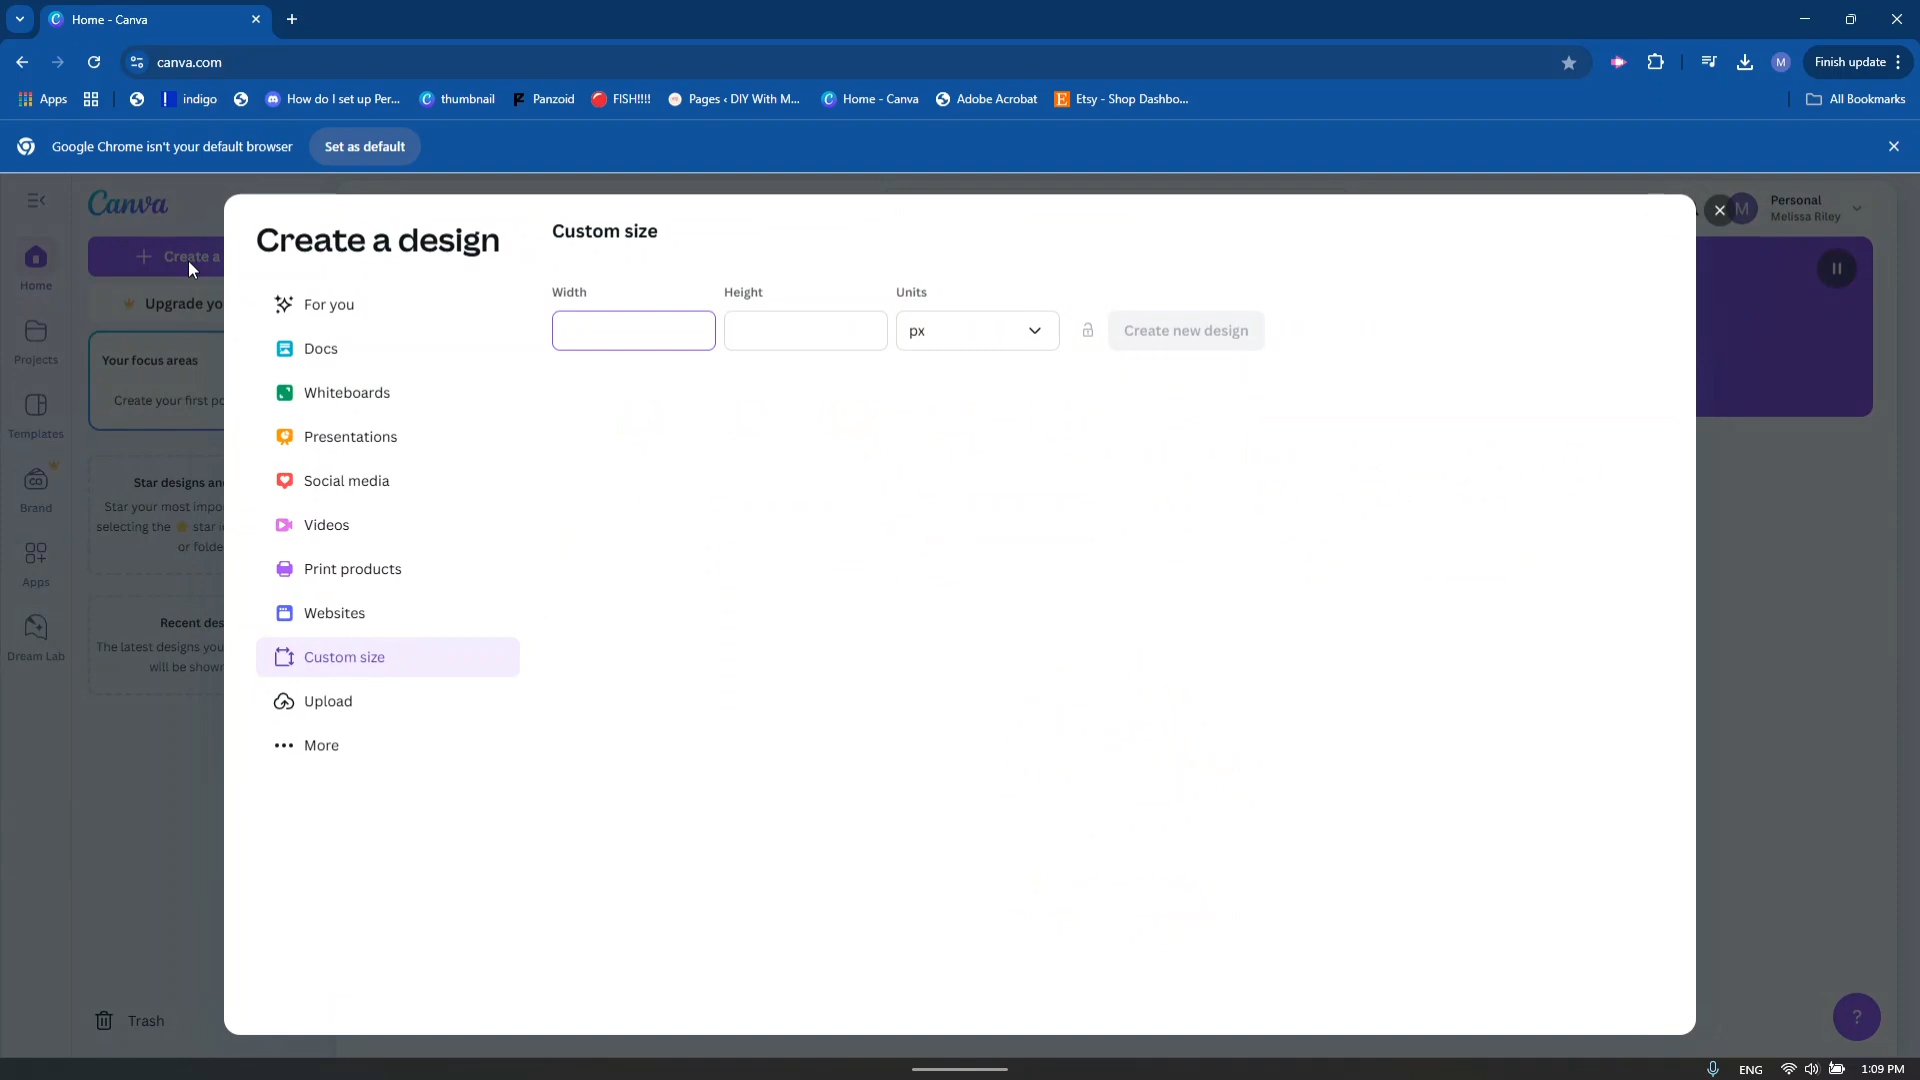 Home - Canva
canva.com
Finish update
Apps
indigo
How do I set up Per...
thumbnail
Panzoid
FISH!!!!
Pages ‹ DIY With M...
Home - Canva
Adobe Acrobat
Etsy - Shop Dashbo...
All Bookmarks
Google Chrome isn't your default browser
Set as default
Canva
Create a
Upgrade yo
Your focus areas
Create your first po
Star designs an
Star your most impo
selecting the
star i
or folde
Recent des
The latest designs you
will be show
Trash
Home
Projects
Templates
Brand
Apps
Dream Lab
Create a design
For you
Docs
Whiteboards
Presentations
Social media
Videos
Print products
Websites
Custom size
Upload
More
Custom size
Width
Height
Units
px
Create new design
M
Personal
Melissa Riley
?
ENG
1:09 PM